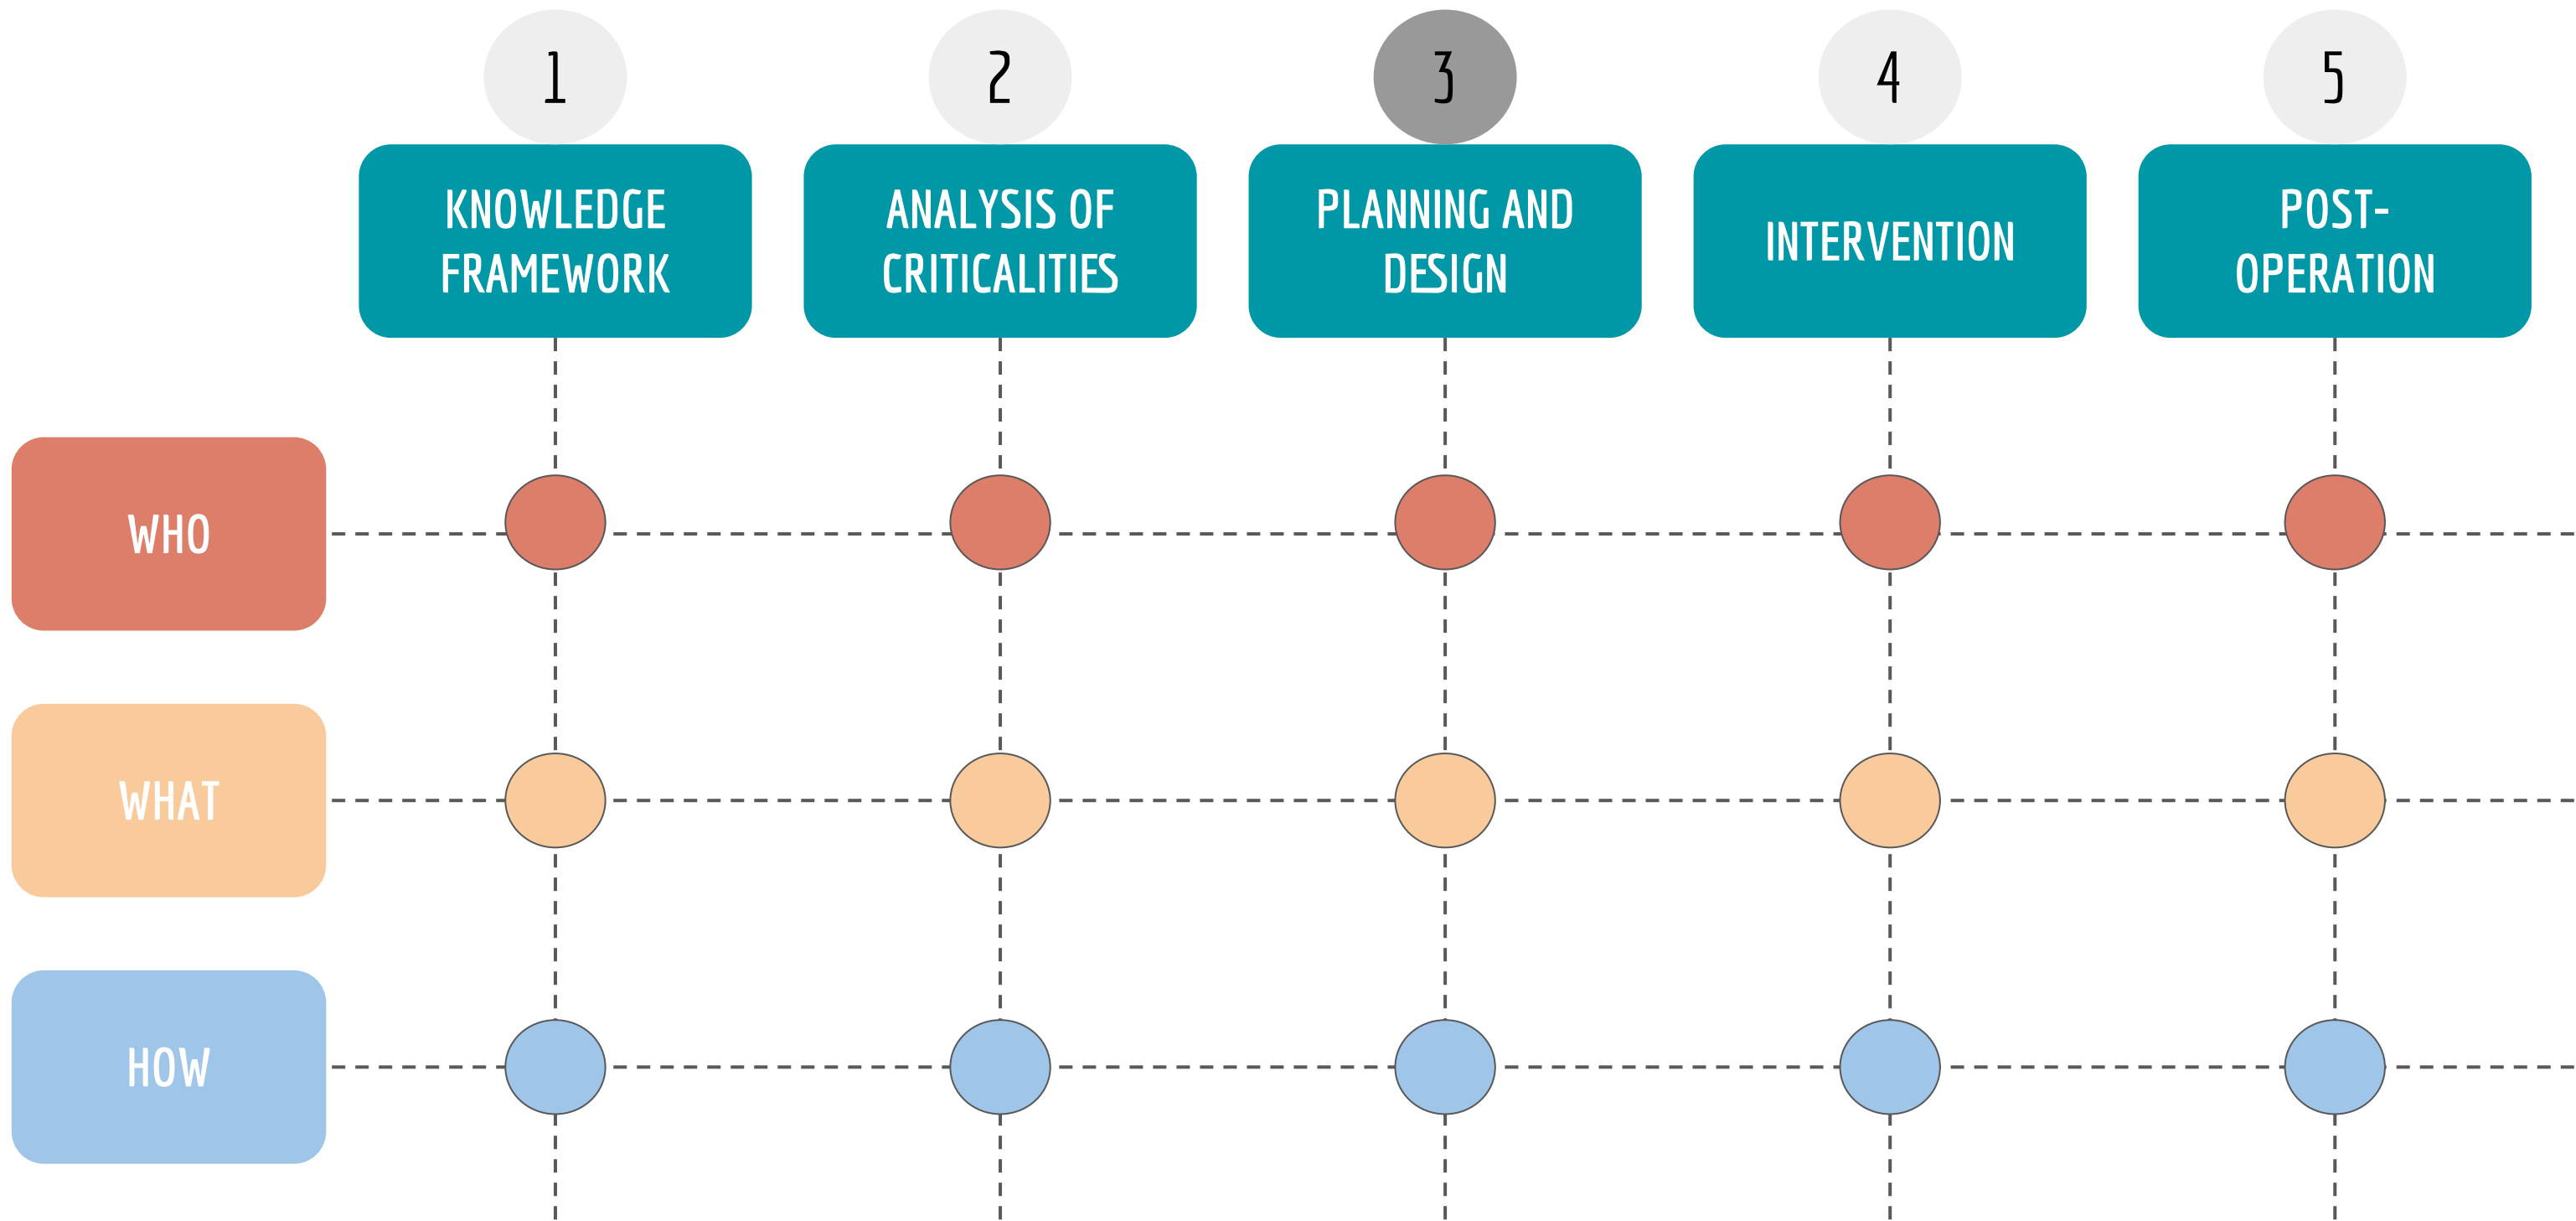 1
2
3
4
5
KNOWLEDGE
FRAMEWORK
ANALYSIS OF
CRITICALITIES
PLANNING AND
DESIGN
INTERVENTION
POST-
OPERATION
WHO
WHAT
HOW